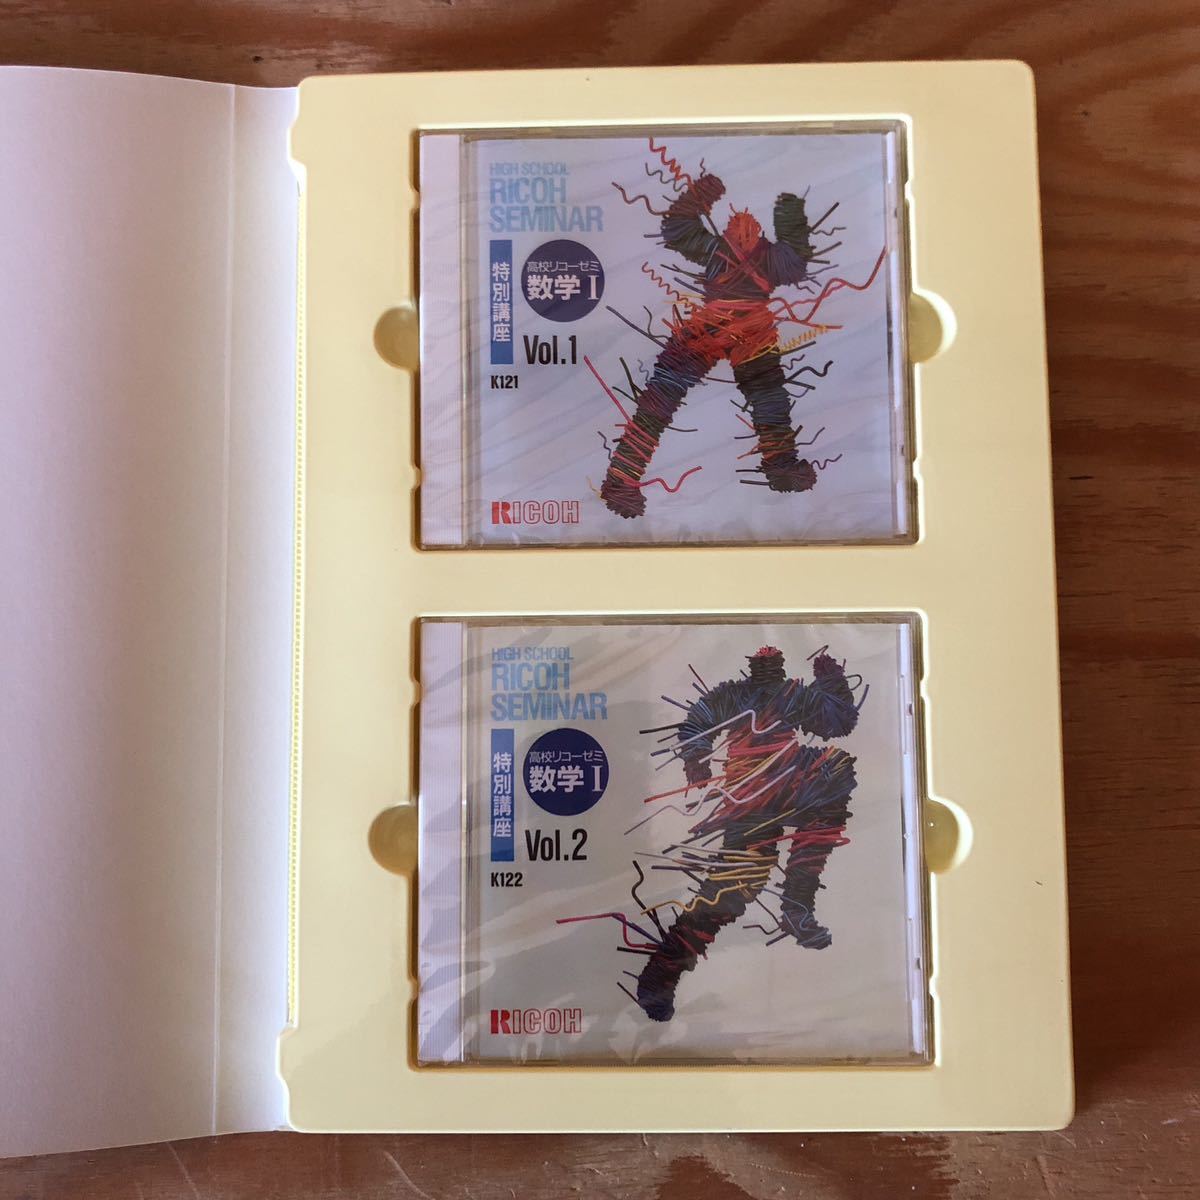 HIGH SCHOOL
RICOH
SEMINAR
特別講座
高校リコーゼミ
数学I
Vol.1
K121
RICOH
HIGH SCHOOL
RICOH
SEMINAR
特別講座
高校リコーゼミ
数学I
Vol.2
K122
RICOH